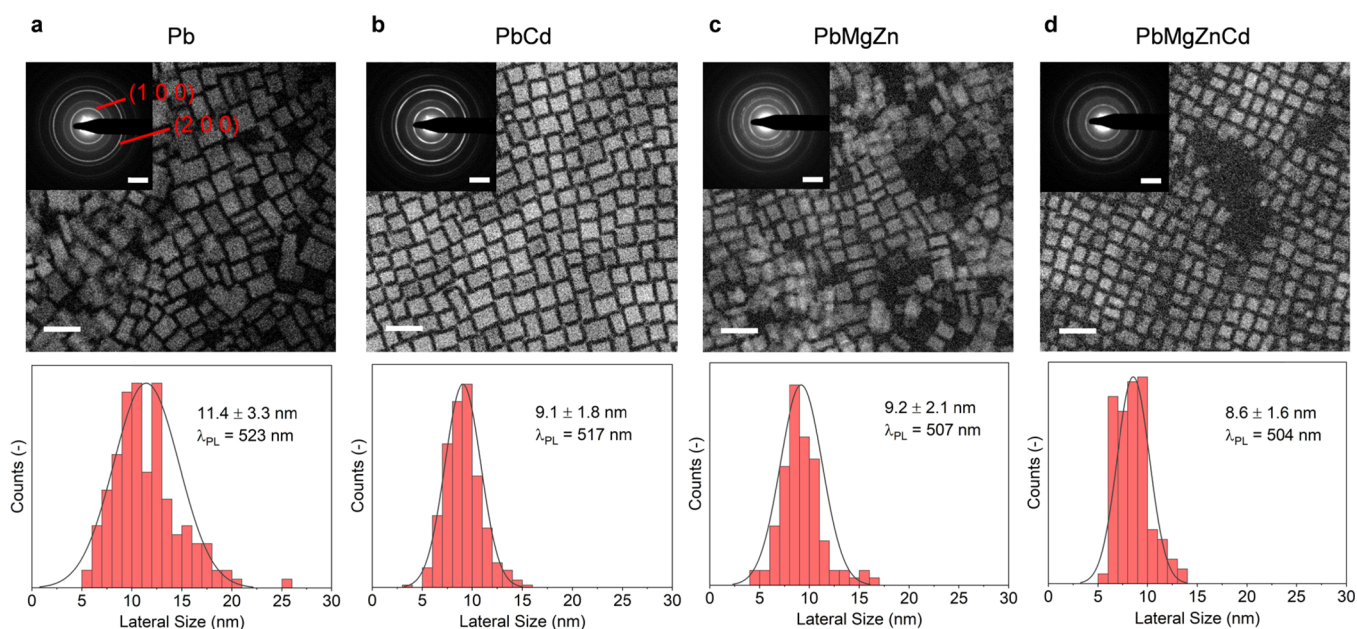 a
Pb
(1 0 0)
(2 0 0)
b
PbCd
c
PbMgZn
d
PbMgZnCd
11.4 ± 3.3 nm
λPL = 523 nm
Counts (-)
0 5 10 15 20 25 30
Lateral Size (nm)
9.1 ± 1.8 nm
λPL = 517 nm
Counts (-)
0 5 10 15 20 25 30
Lateral Size (nm)
9.2 ± 2.1 nm
λPL = 507 nm
Counts (-)
0 5 10 15 20 25 30
Lateral Size (nm)
8.6 ± 1.6 nm
λPL = 504 nm
Counts (-)
0 5 10 15 20 25 30
Lateral Size (nm)